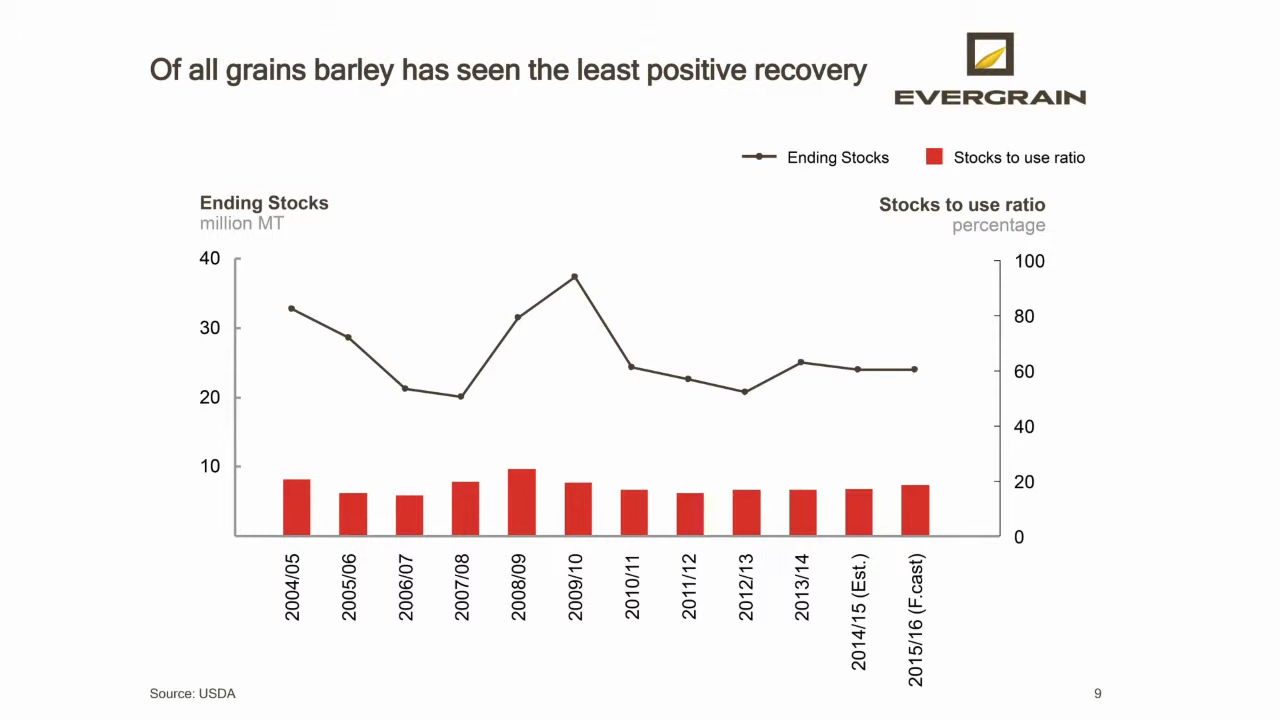 Of all grains barley has seen the least positive recovery
EVERGRAIN
Ending Stocks
Stocks to use ratio
Ending Stocks
million MT
Stocks to use ratio
percentage
40
30
20
10
100
80
60
40
20
0
2004/05
2005/06
2006/07
2007/08
2008/09
2009/10
2010/11
2011/12
2012/13
2013/14
2014/15 (Est.)
2015/16 (F.cast)
Source: USDA
9